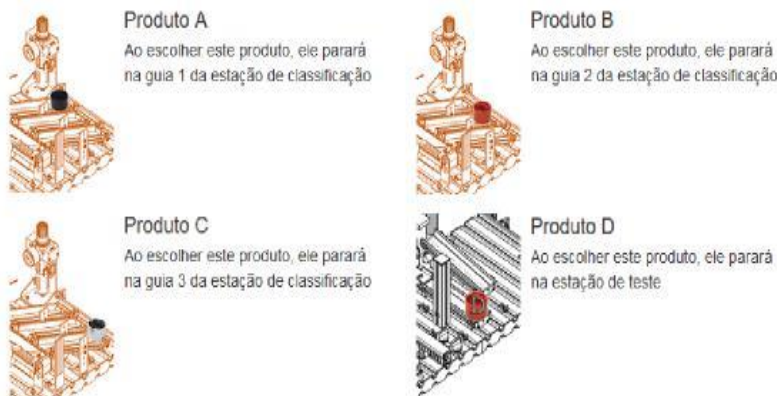 Produto A
Ao escolher este produto, ele parará
na guia 1 da estação de classificação
Produto B
Ao escolher este produto, ele parará
na guia 2 da estação de classificação
Produto C
Ao escolher este produto, ele parará
na guia 3 da estação de classificação
Produto D
Ao escolher este produto, ele parará
na estação de teste